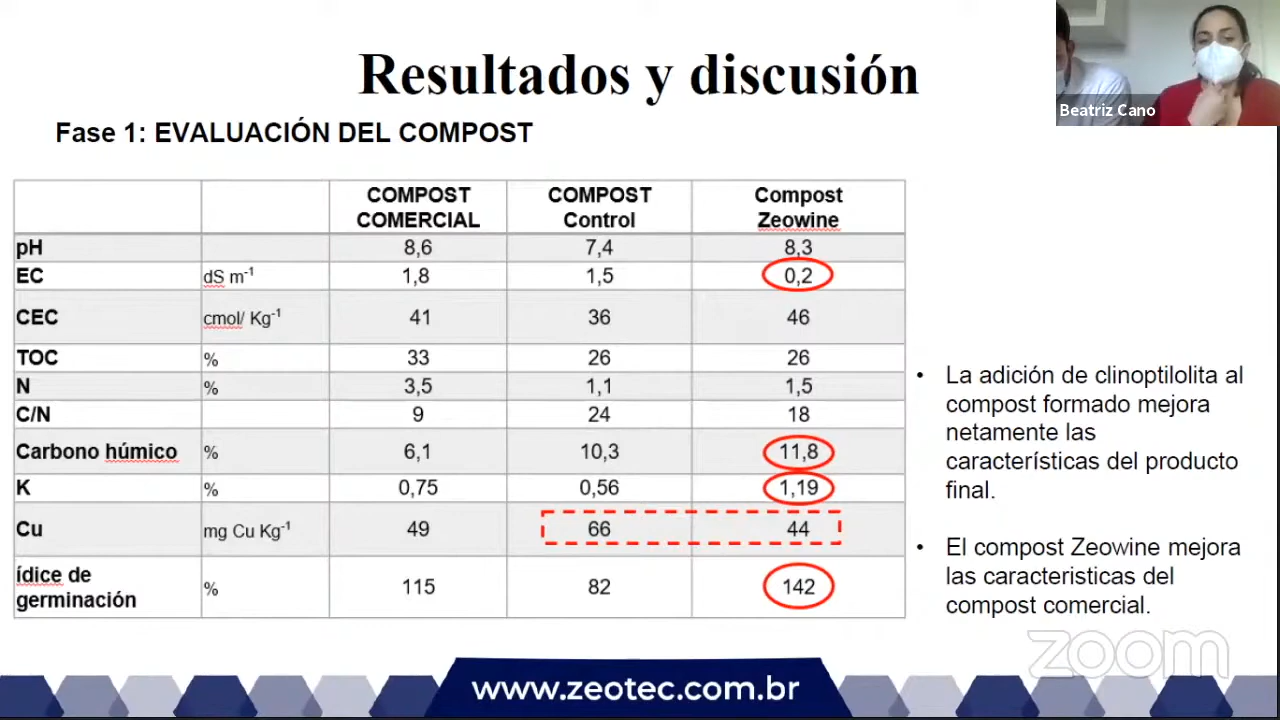 Resultados y discusión
Beatriz Cano
Fase 1: EVALUACIÓN DEL COMPOST
COMPOST COMERCIAL COMPOST Control Compost Zeowine
pH 8,6 7,4 8,3
EC dS m-1 1,8 1,5 0,2
CEC cmol/ Kg-1 41 36 46
TOC % 33 26 26
N % 3,5 1,1 1,5
C/N 9 24 18
Carbono húmico % 6,1 10,3 11,8
K % 0,75 0,56 1,19
Cu mg Cu Kg-1 49 66 44
ídice de germinación % 115 82 142
• La adición de clinoptilolita al
compost formado mejora
netamente las
características del producto
final.
• El compost Zeowine mejora
las caracteristicas del
compost comercial.
zoom
www.zeotec.com.br